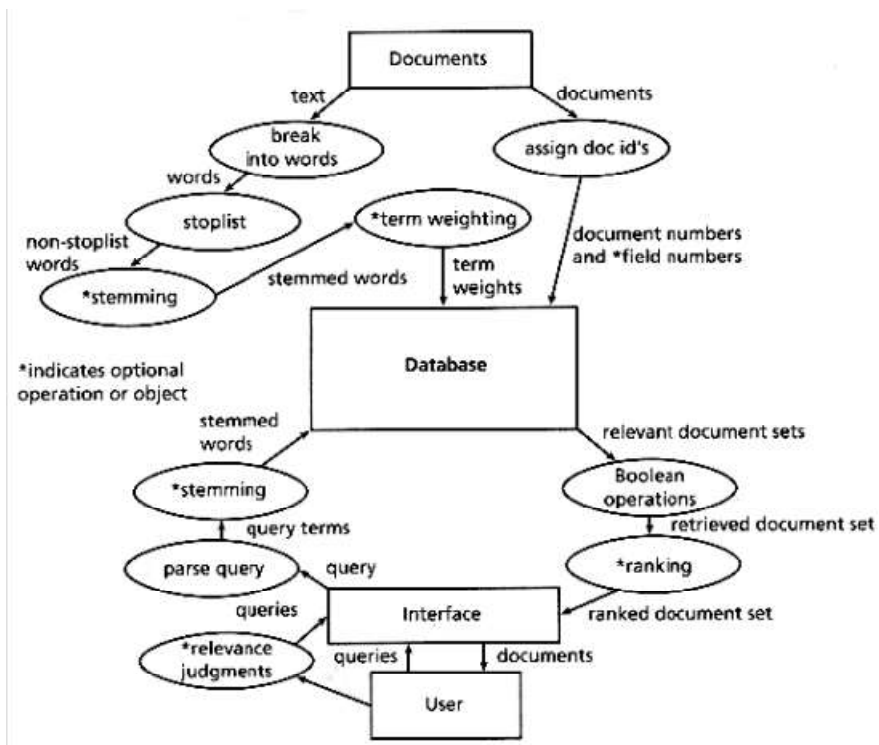 Documents
text
documents
break
into words
assign doc id's
words
stoplist
*term weighting
non-stoplist
words
document numbers
and *field numbers
stemmed words
term
weights
*stemming
Database
*indicates optional
operation or object
stemmed
words
relevant document sets
*stemming
Boolean
operations
query terms
retrieved document set
parse query
query
*ranking
queries
Interface
ranked document set
*relevance
judgments
queries
documents
User